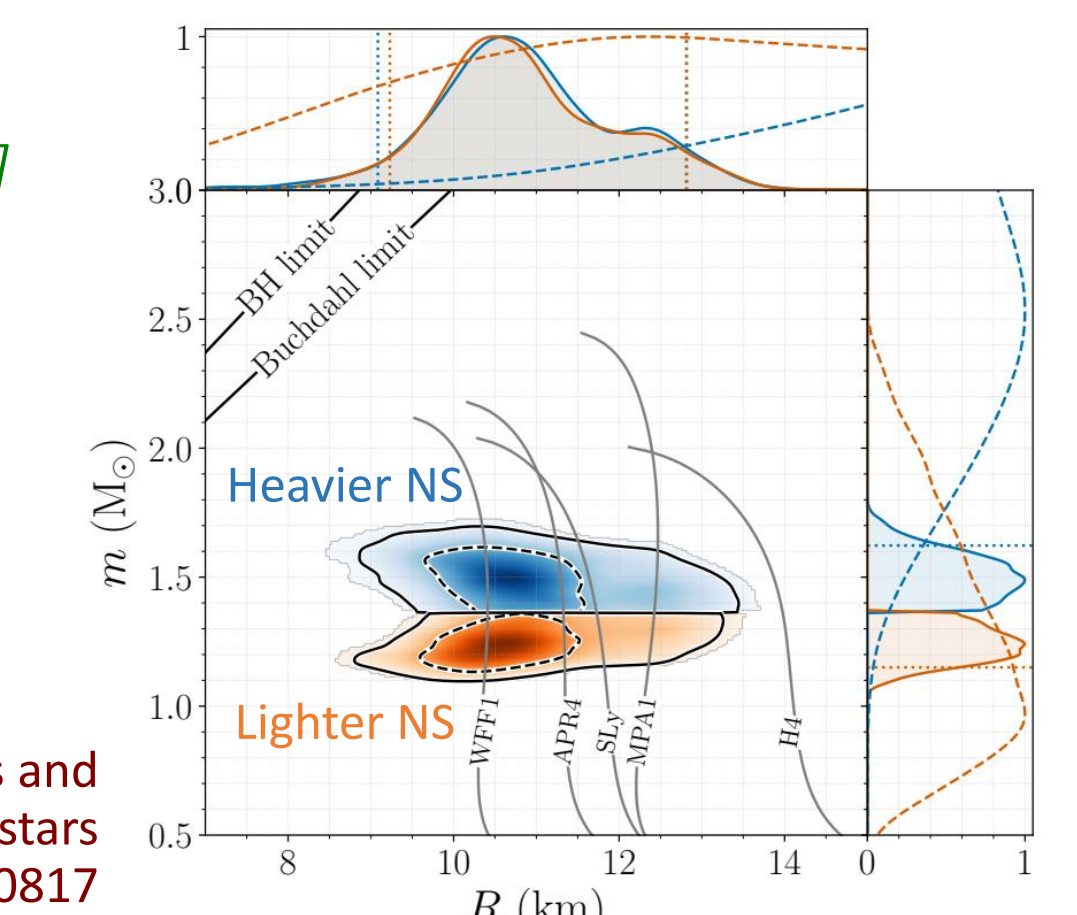 1
3.0
2.5
2.0
1.5
1.0
0.5
m (M⊙)
BH limit
Buchdahl limit
Heavier NS
Lighter NS
WFF1
APR4
SLy
MPA1
H4
8 10 12 14 0 1
R (km)
and
stars
0817